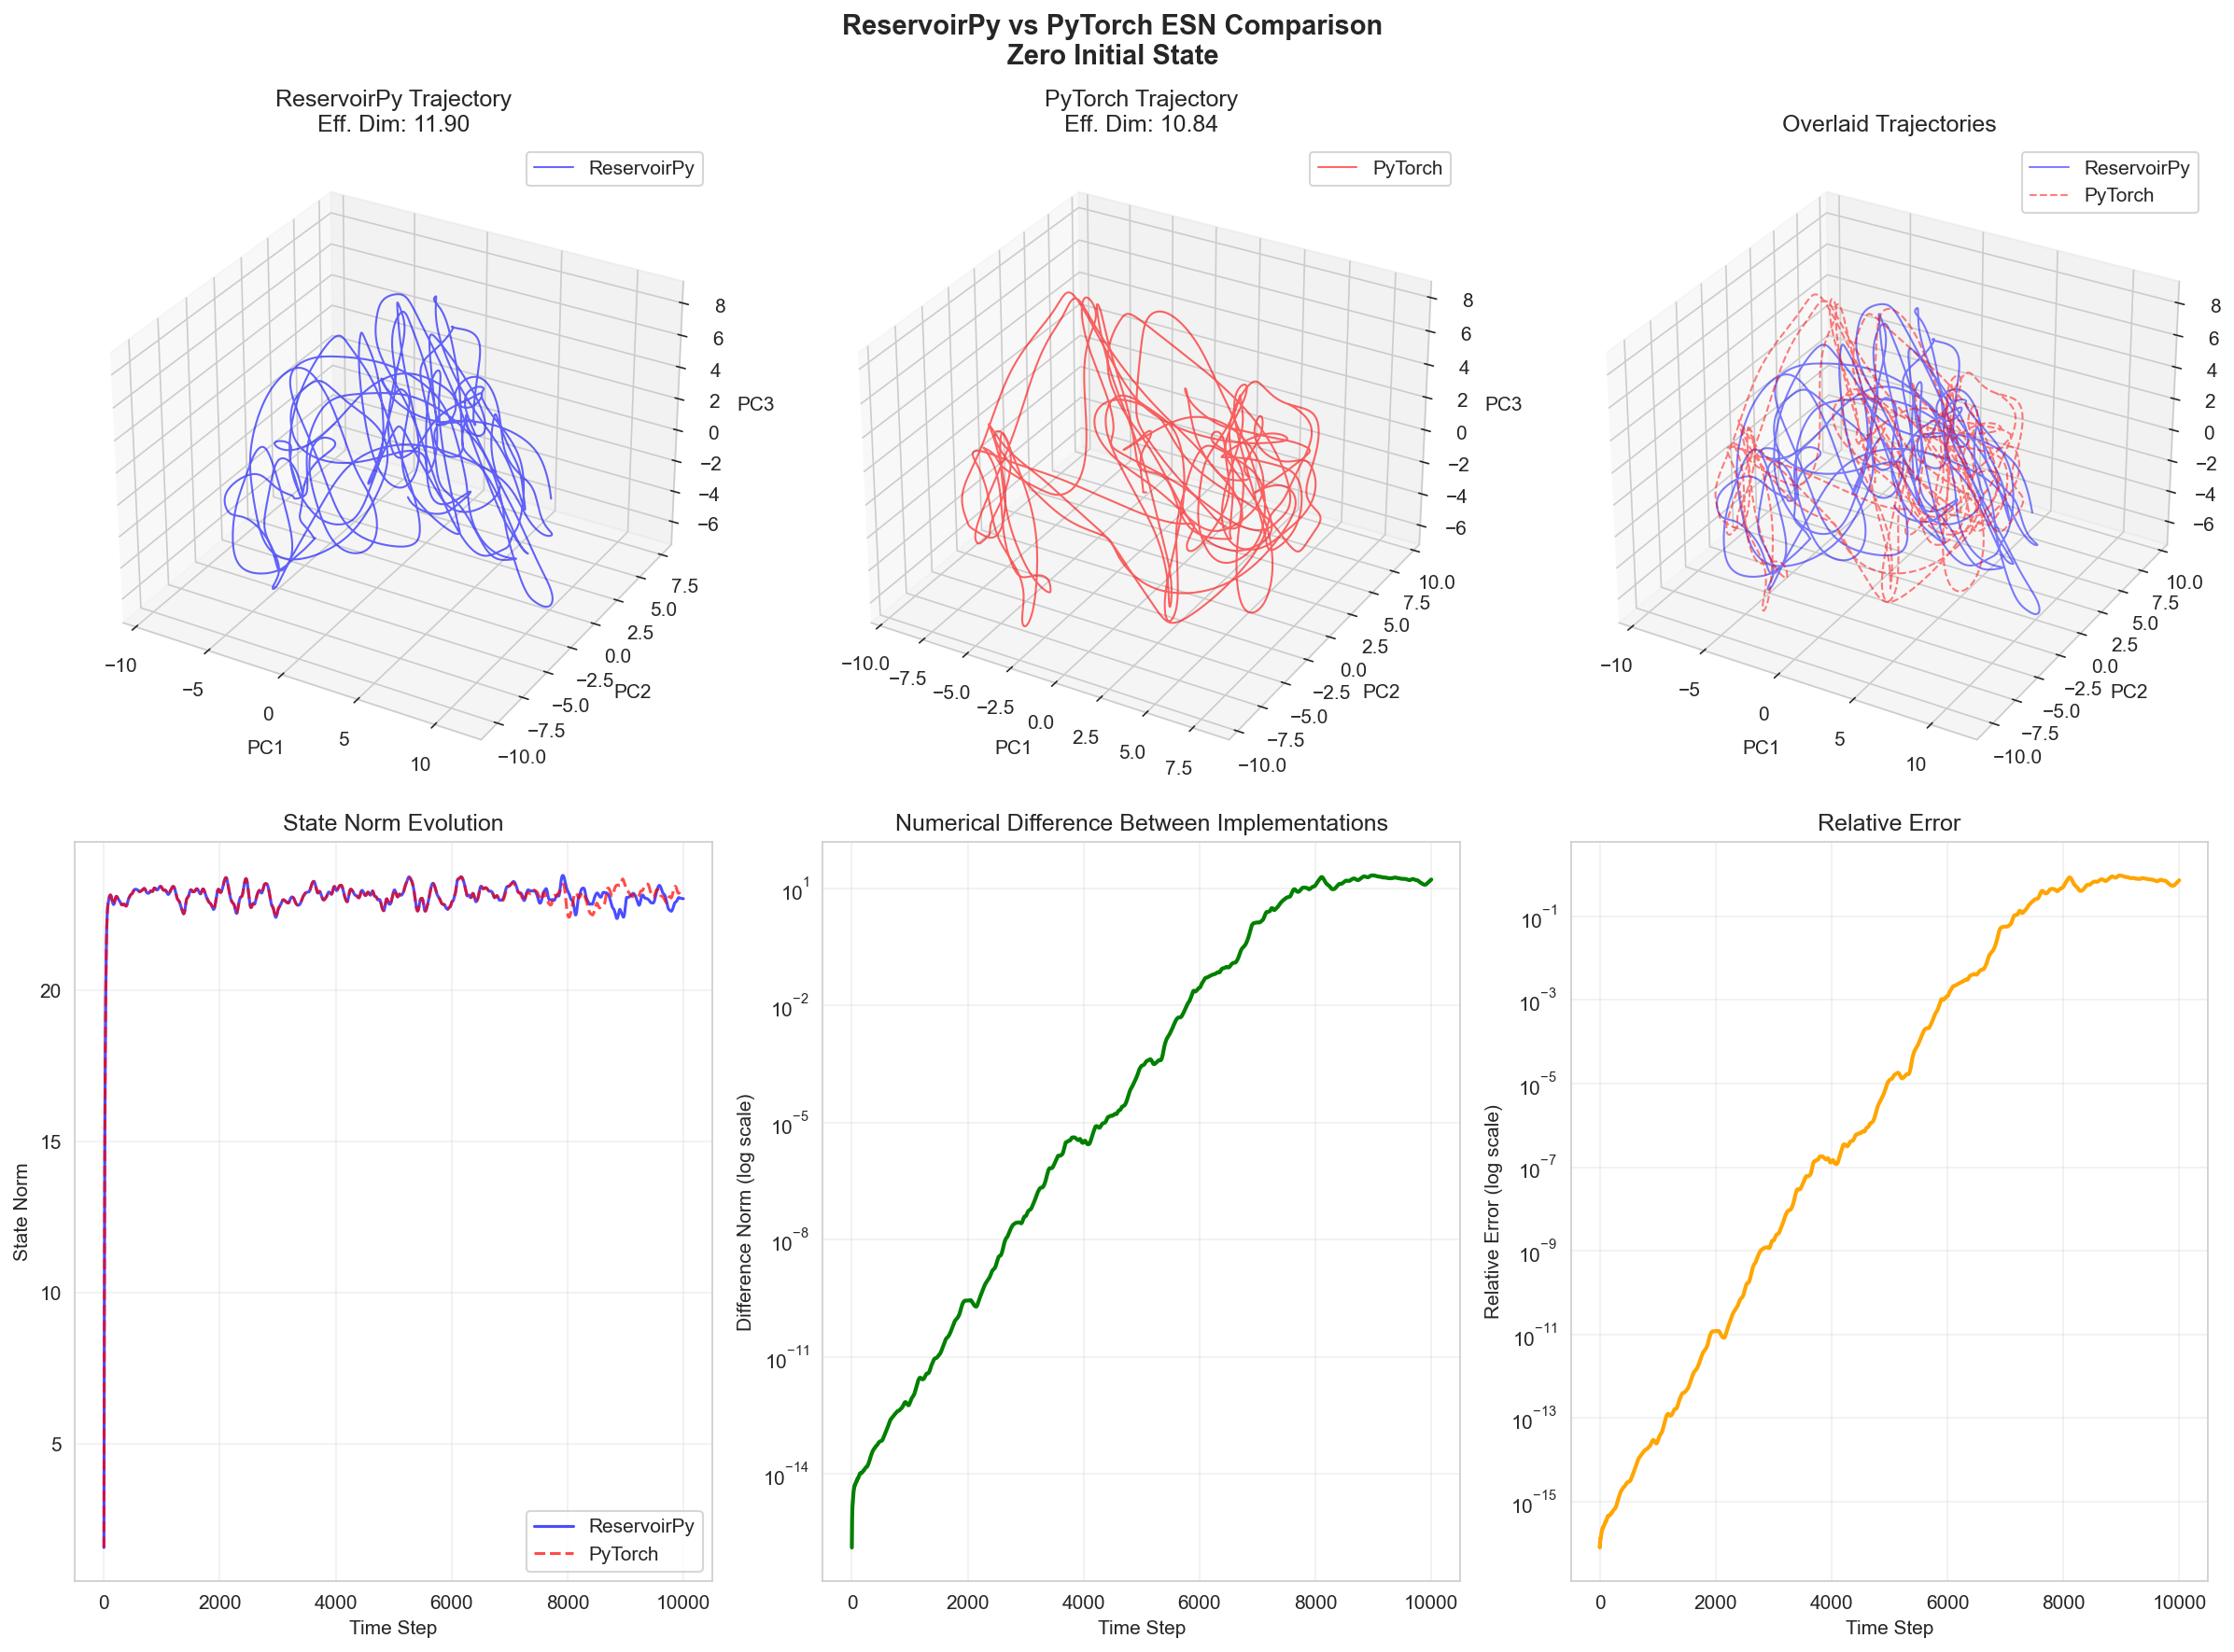 ReservoirPy vs PyTorch ESN Comparison
Zero Initial State
ReservoirPy Trajectory
Eff. Dim: 11.90
ReservoirPy
8
6
4
2
0
−2
−4
−6
PC3
7.5
5.0
2.5
0.0
−2.5
−5.0
−7.5
−10.0
PC2
−10
−5
0
5
10
PC1
PyTorch Trajectory
Eff. Dim: 10.84
PyTorch
8
6
4
2
0
−2
−4
−6
PC3
10.0
7.5
5.0
2.5
0.0
−2.5
−5.0
−7.5
−10.0
PC2
−10.0
−7.5
−5.0
−2.5
0.0
2.5
5.0
7.5
PC1
Overlaid Trajectories
ReservoirPy
PyTorch
8
6
4
2
0
−2
−4
−6
10.0
7.5
5.0
2.5
0.0
−2.5
−5.0
−7.5
−10.0
PC2
−10
−5
0
5
10
PC1
State Norm Evolution
State Norm
20
15
10
5
ReservoirPy
PyTorch
0 2000 4000 6000 8000 10000
Time Step
Numerical Difference Between Implementations
Difference Norm (log scale)
10^1
10^−2
10^−5
10^−8
10^−11
10^−14
0 2000 4000 6000 8000 10000
Time Step
Relative Error
Relative Error (log scale)
10^−1
10^−3
10^−5
10^−7
10^−9
10^−11
10^−13
10^−15
0 2000 4000 6000 8000 10000
Time Step